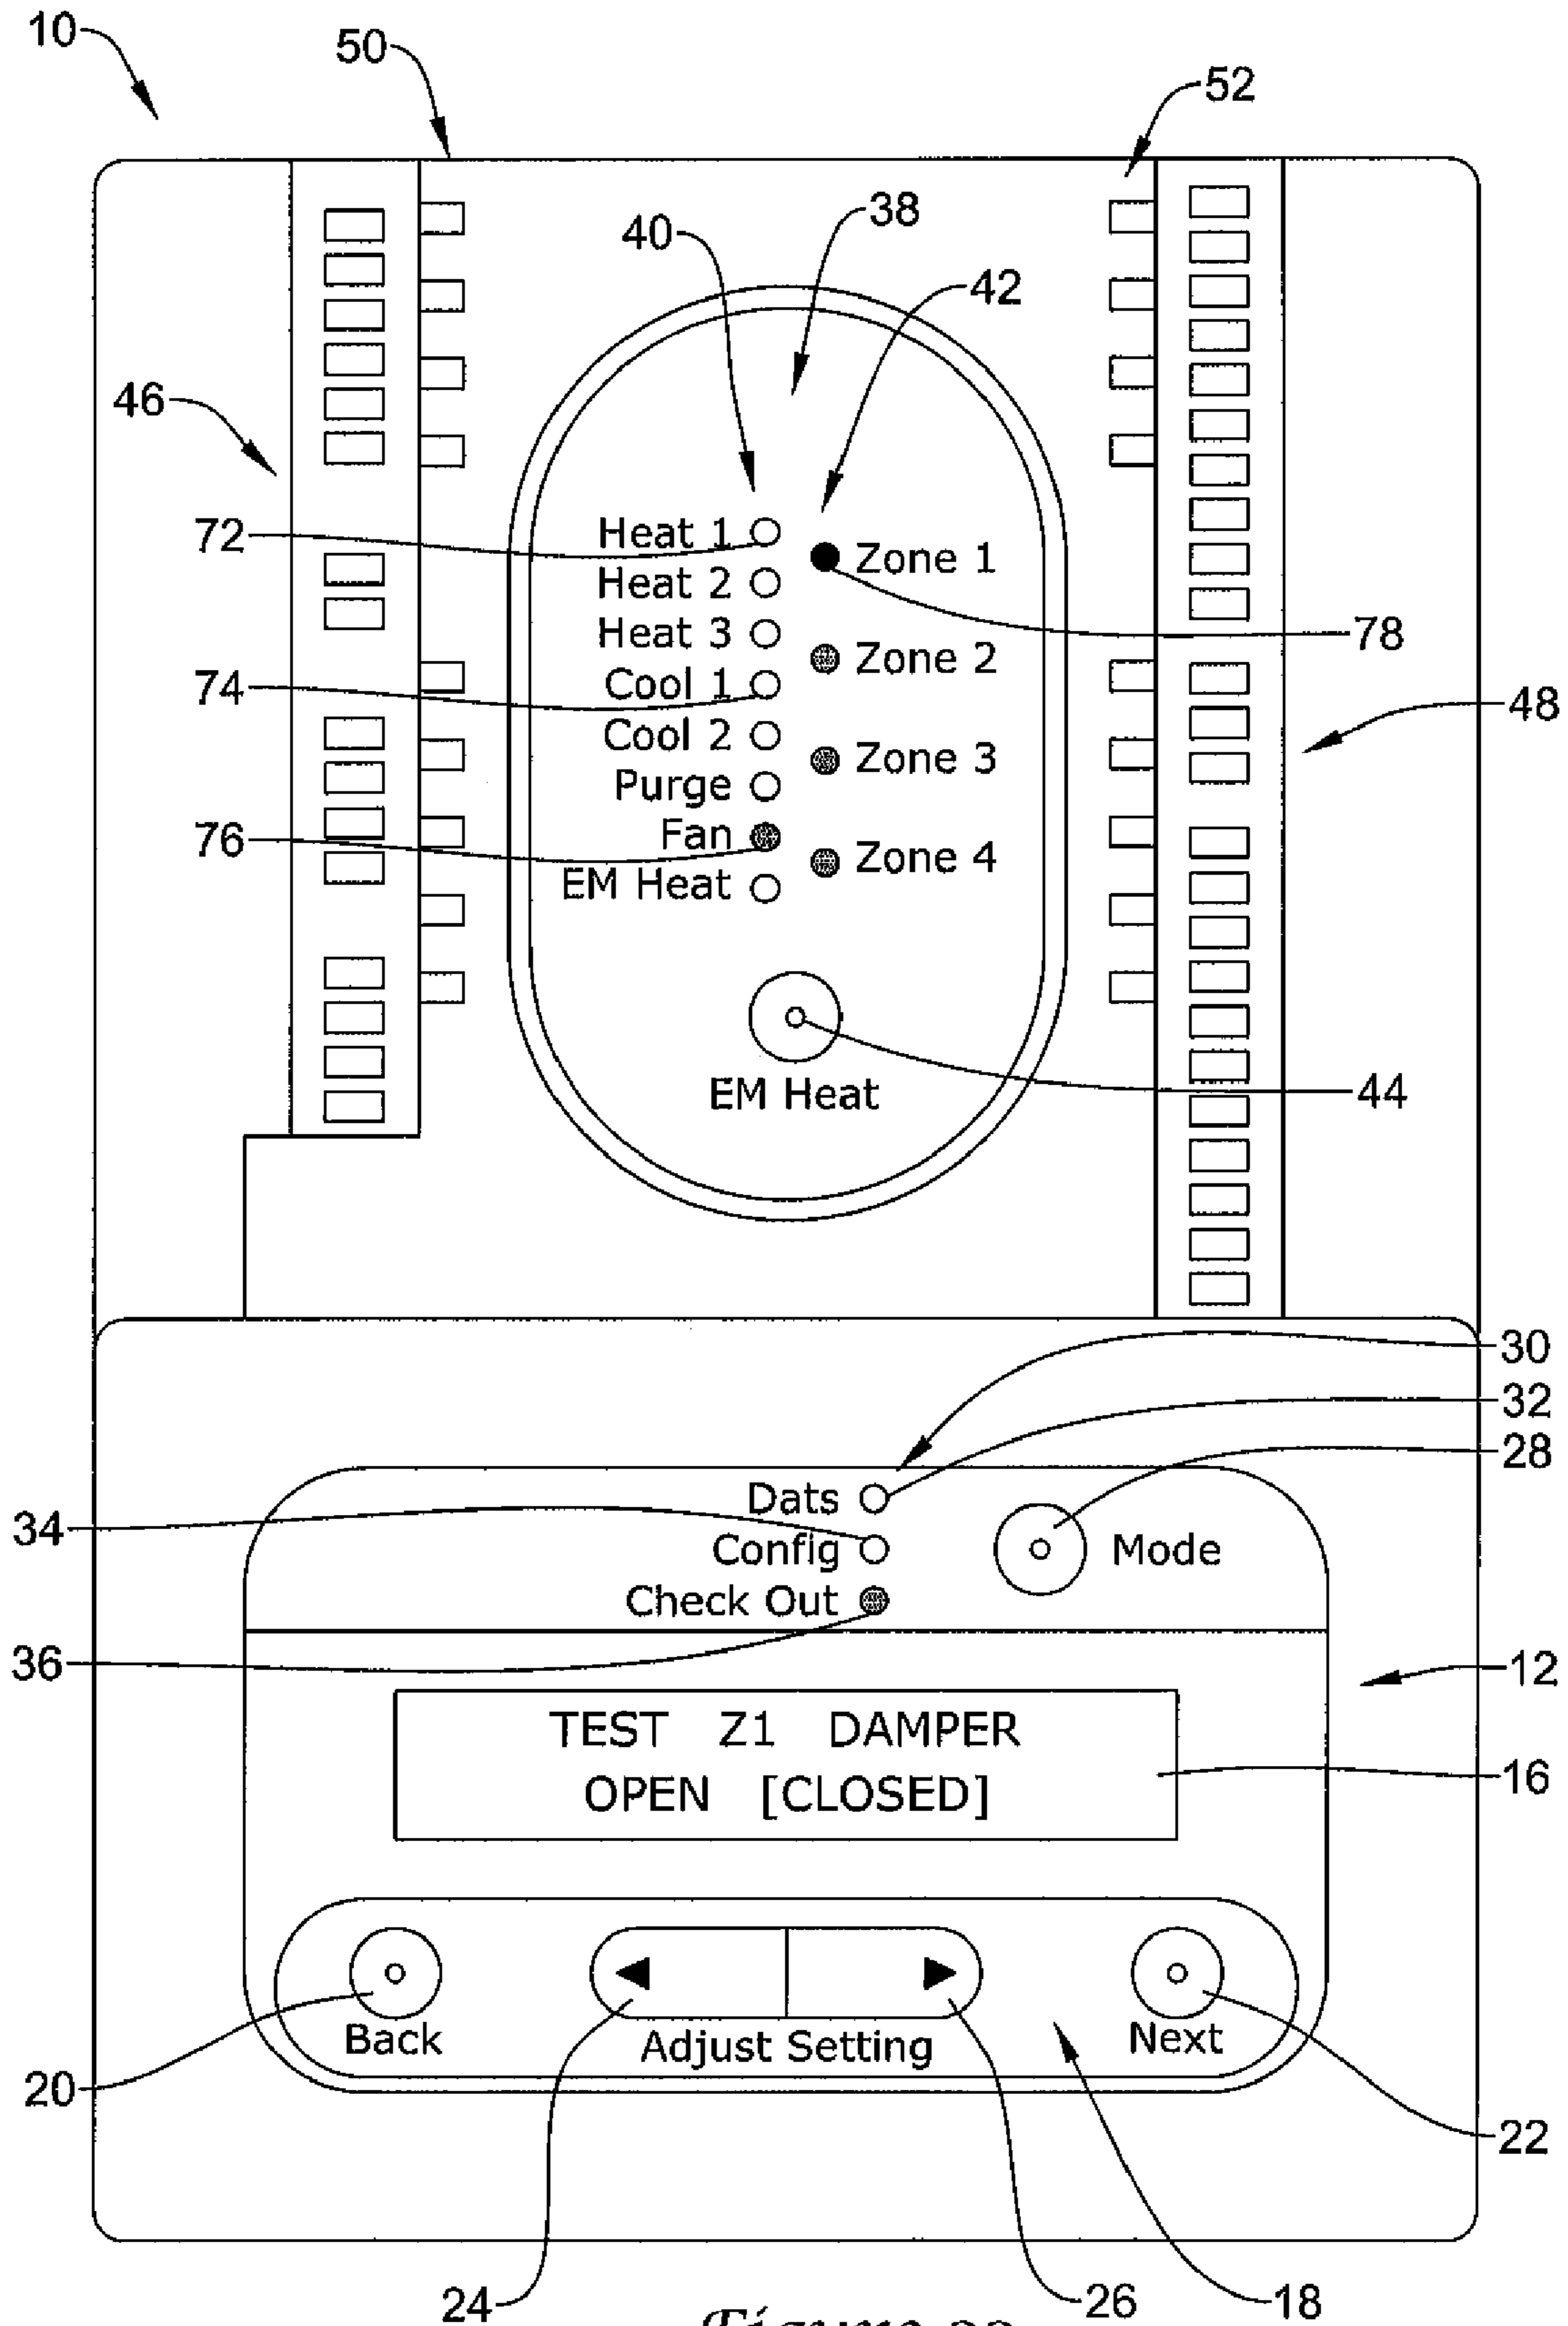 10
50
52
38
40
42
46
72
Heat 1
Zone 1
Heat 2
Heat 3
78
Zone 2
74
Cool 1
48
Cool 2
Zone 3
Purge
76
Fan
Zone 4
EM Heat
EM Heat
44
30
32
28
Dats
34
Config
Mode
Check Out
36
12
TEST Z1 DAMPER
OPEN [CLOSED]
16
Back
Adjust Setting
Next
20
22
24
26
18
Figure